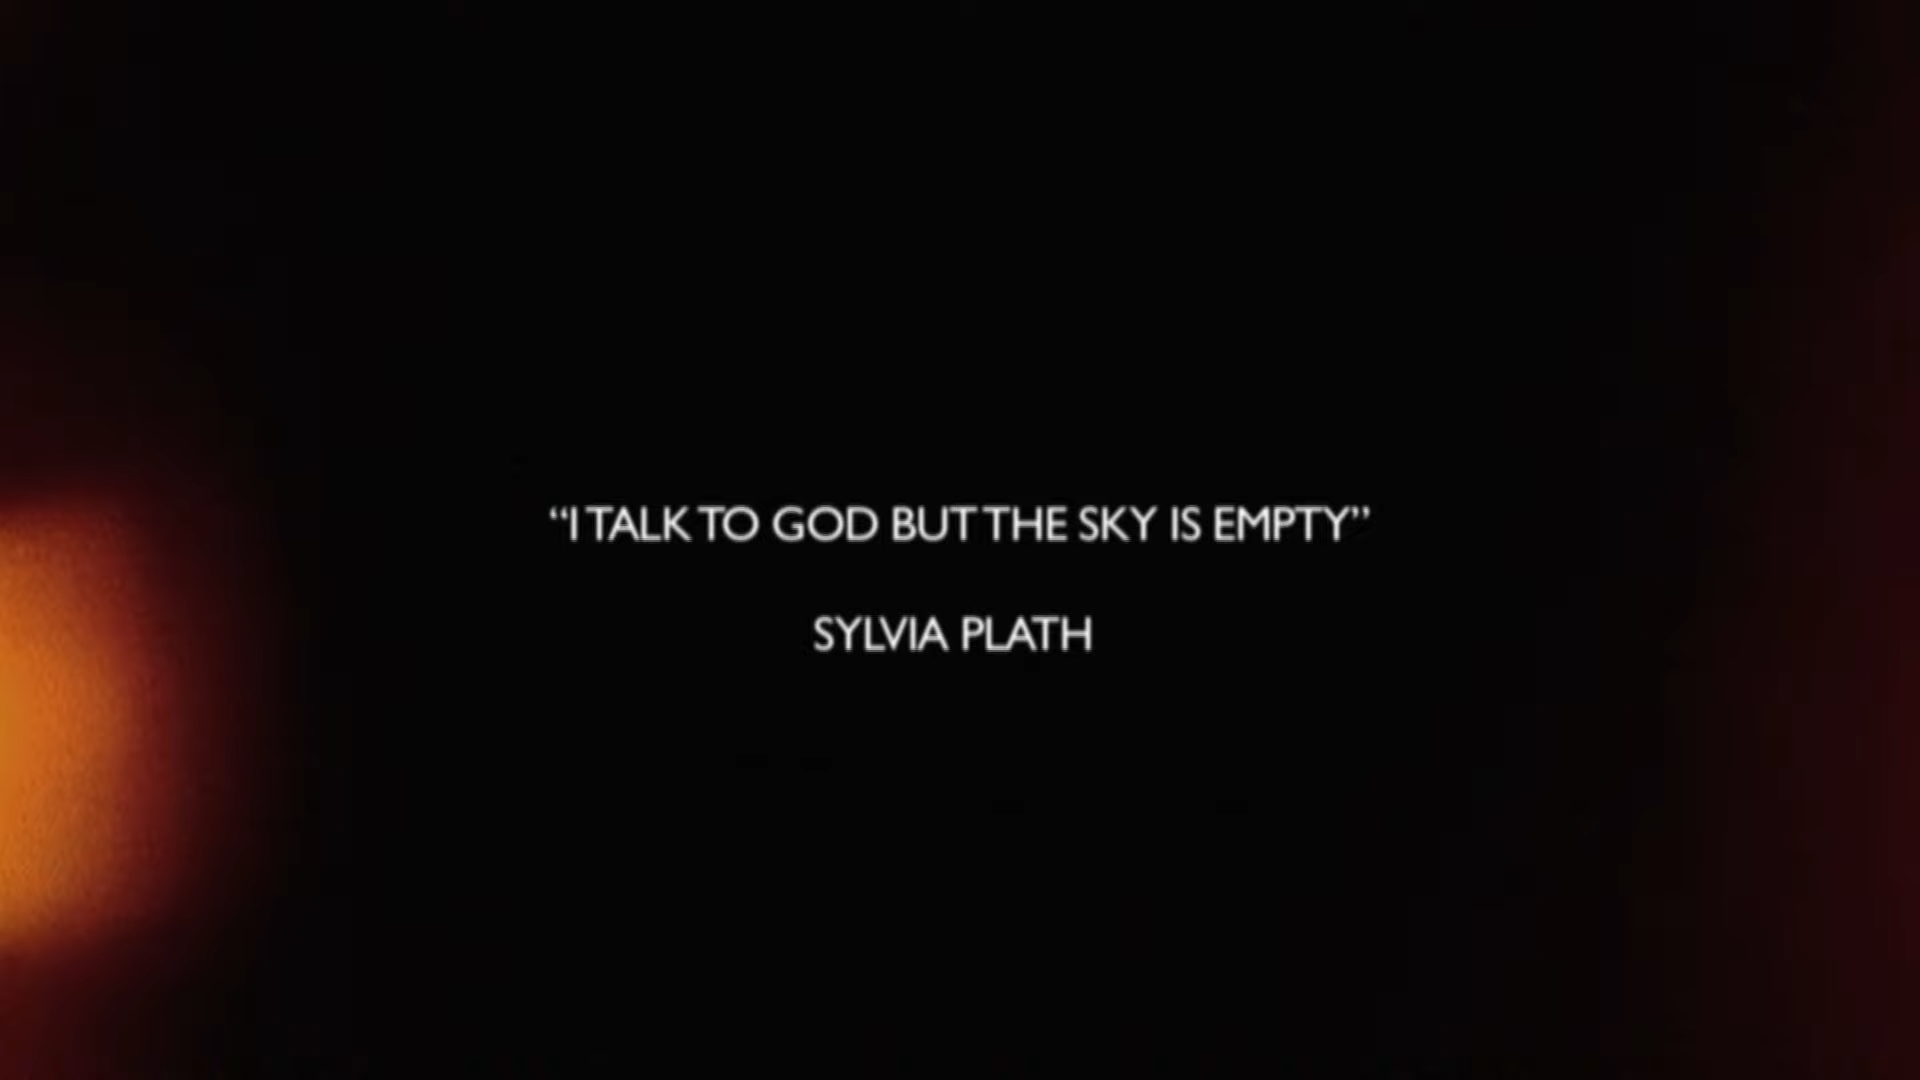 “I TALK TO GOD BUT THE SKY IS EMPTY”
SYLVIA PLATH